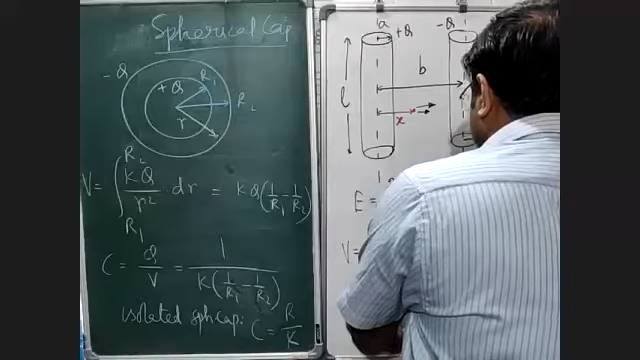 Spherical Cap
- Q
+ Q
R₁
R₂
r
V = ∫ R₂ R₁ KQ/r² · dr = KQ(1/R₁ - 1/R₂)
C = Q/V = 1/K(1/R₁ - 1/R₂)
isolated sph cap: C = R/K
a
+ Q
- Q
b
l
x
E =
V =